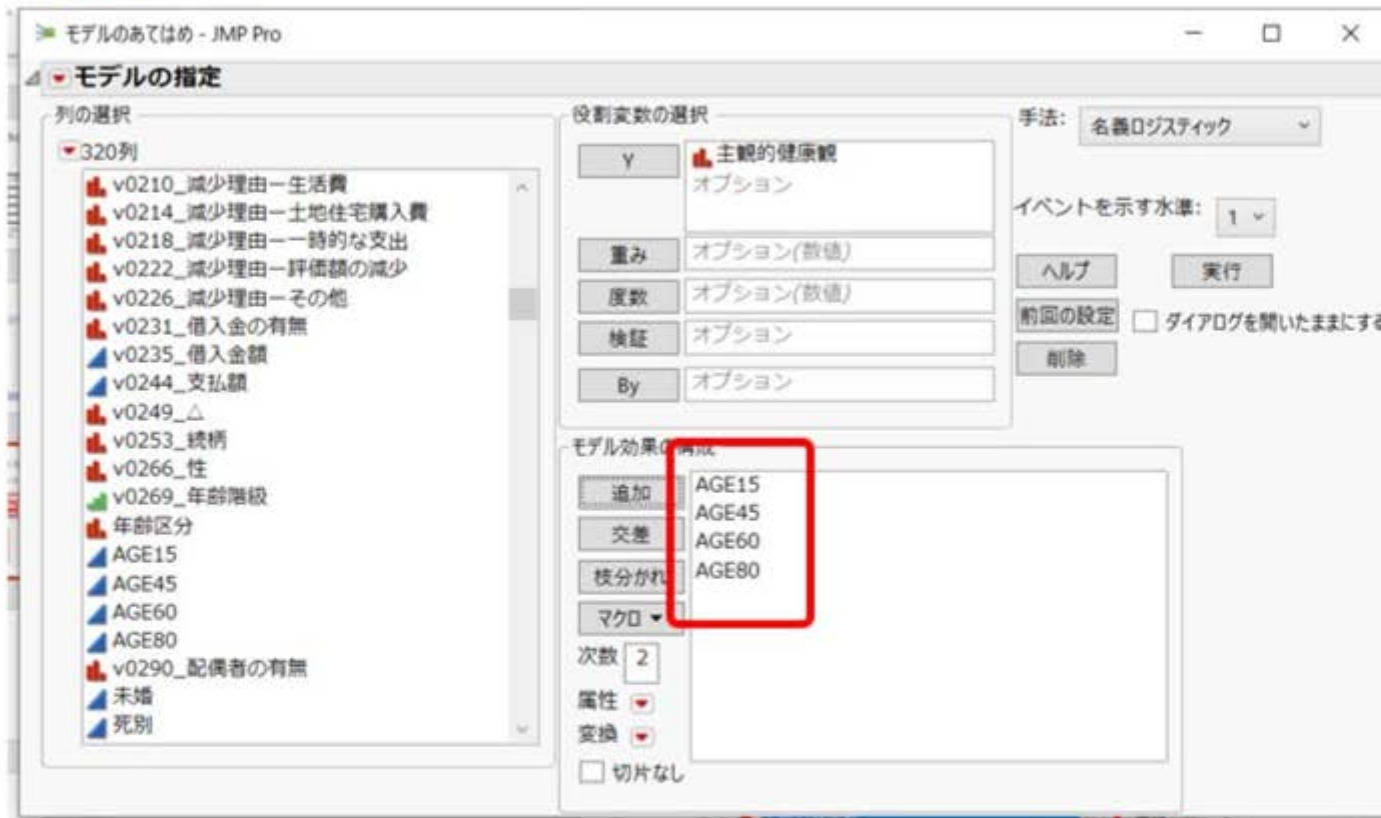 モデルのあてはめ - JMP Pro
モデルの指定
列の選択
320列
v0210_減少理由ー生活費
v0214_減少理由ー土地住宅購入費
v0218_減少理由ー一時的な支出
v0222_減少理由ー評価額の減少
v0226_減少理由ーその他
v0231_借入金の有無
v0235_借入金額
v0244_支払額
v0249_△
v0253_続柄
v0266_性
v0269_年齢階級
年齢区分
AGE15
AGE45
AGE60
AGE80
v0290_配偶者の有無
未婚
死別
役割変数の選択
Y
主観的健康観
オプション
重み
オプション(数値)
度数
オプション(数値)
検証
オプション
By
オプション
手法:
名義ロジスティック
イベントを示す水準:
1
ヘルプ
実行
前回の設定
ダイアログを開いたままにする
削除
モデル効果の構成
追加
交差
枝分かれ
マクロ
次数
2
属性
変換
切片なし
AGE15
AGE45
AGE60
AGE80